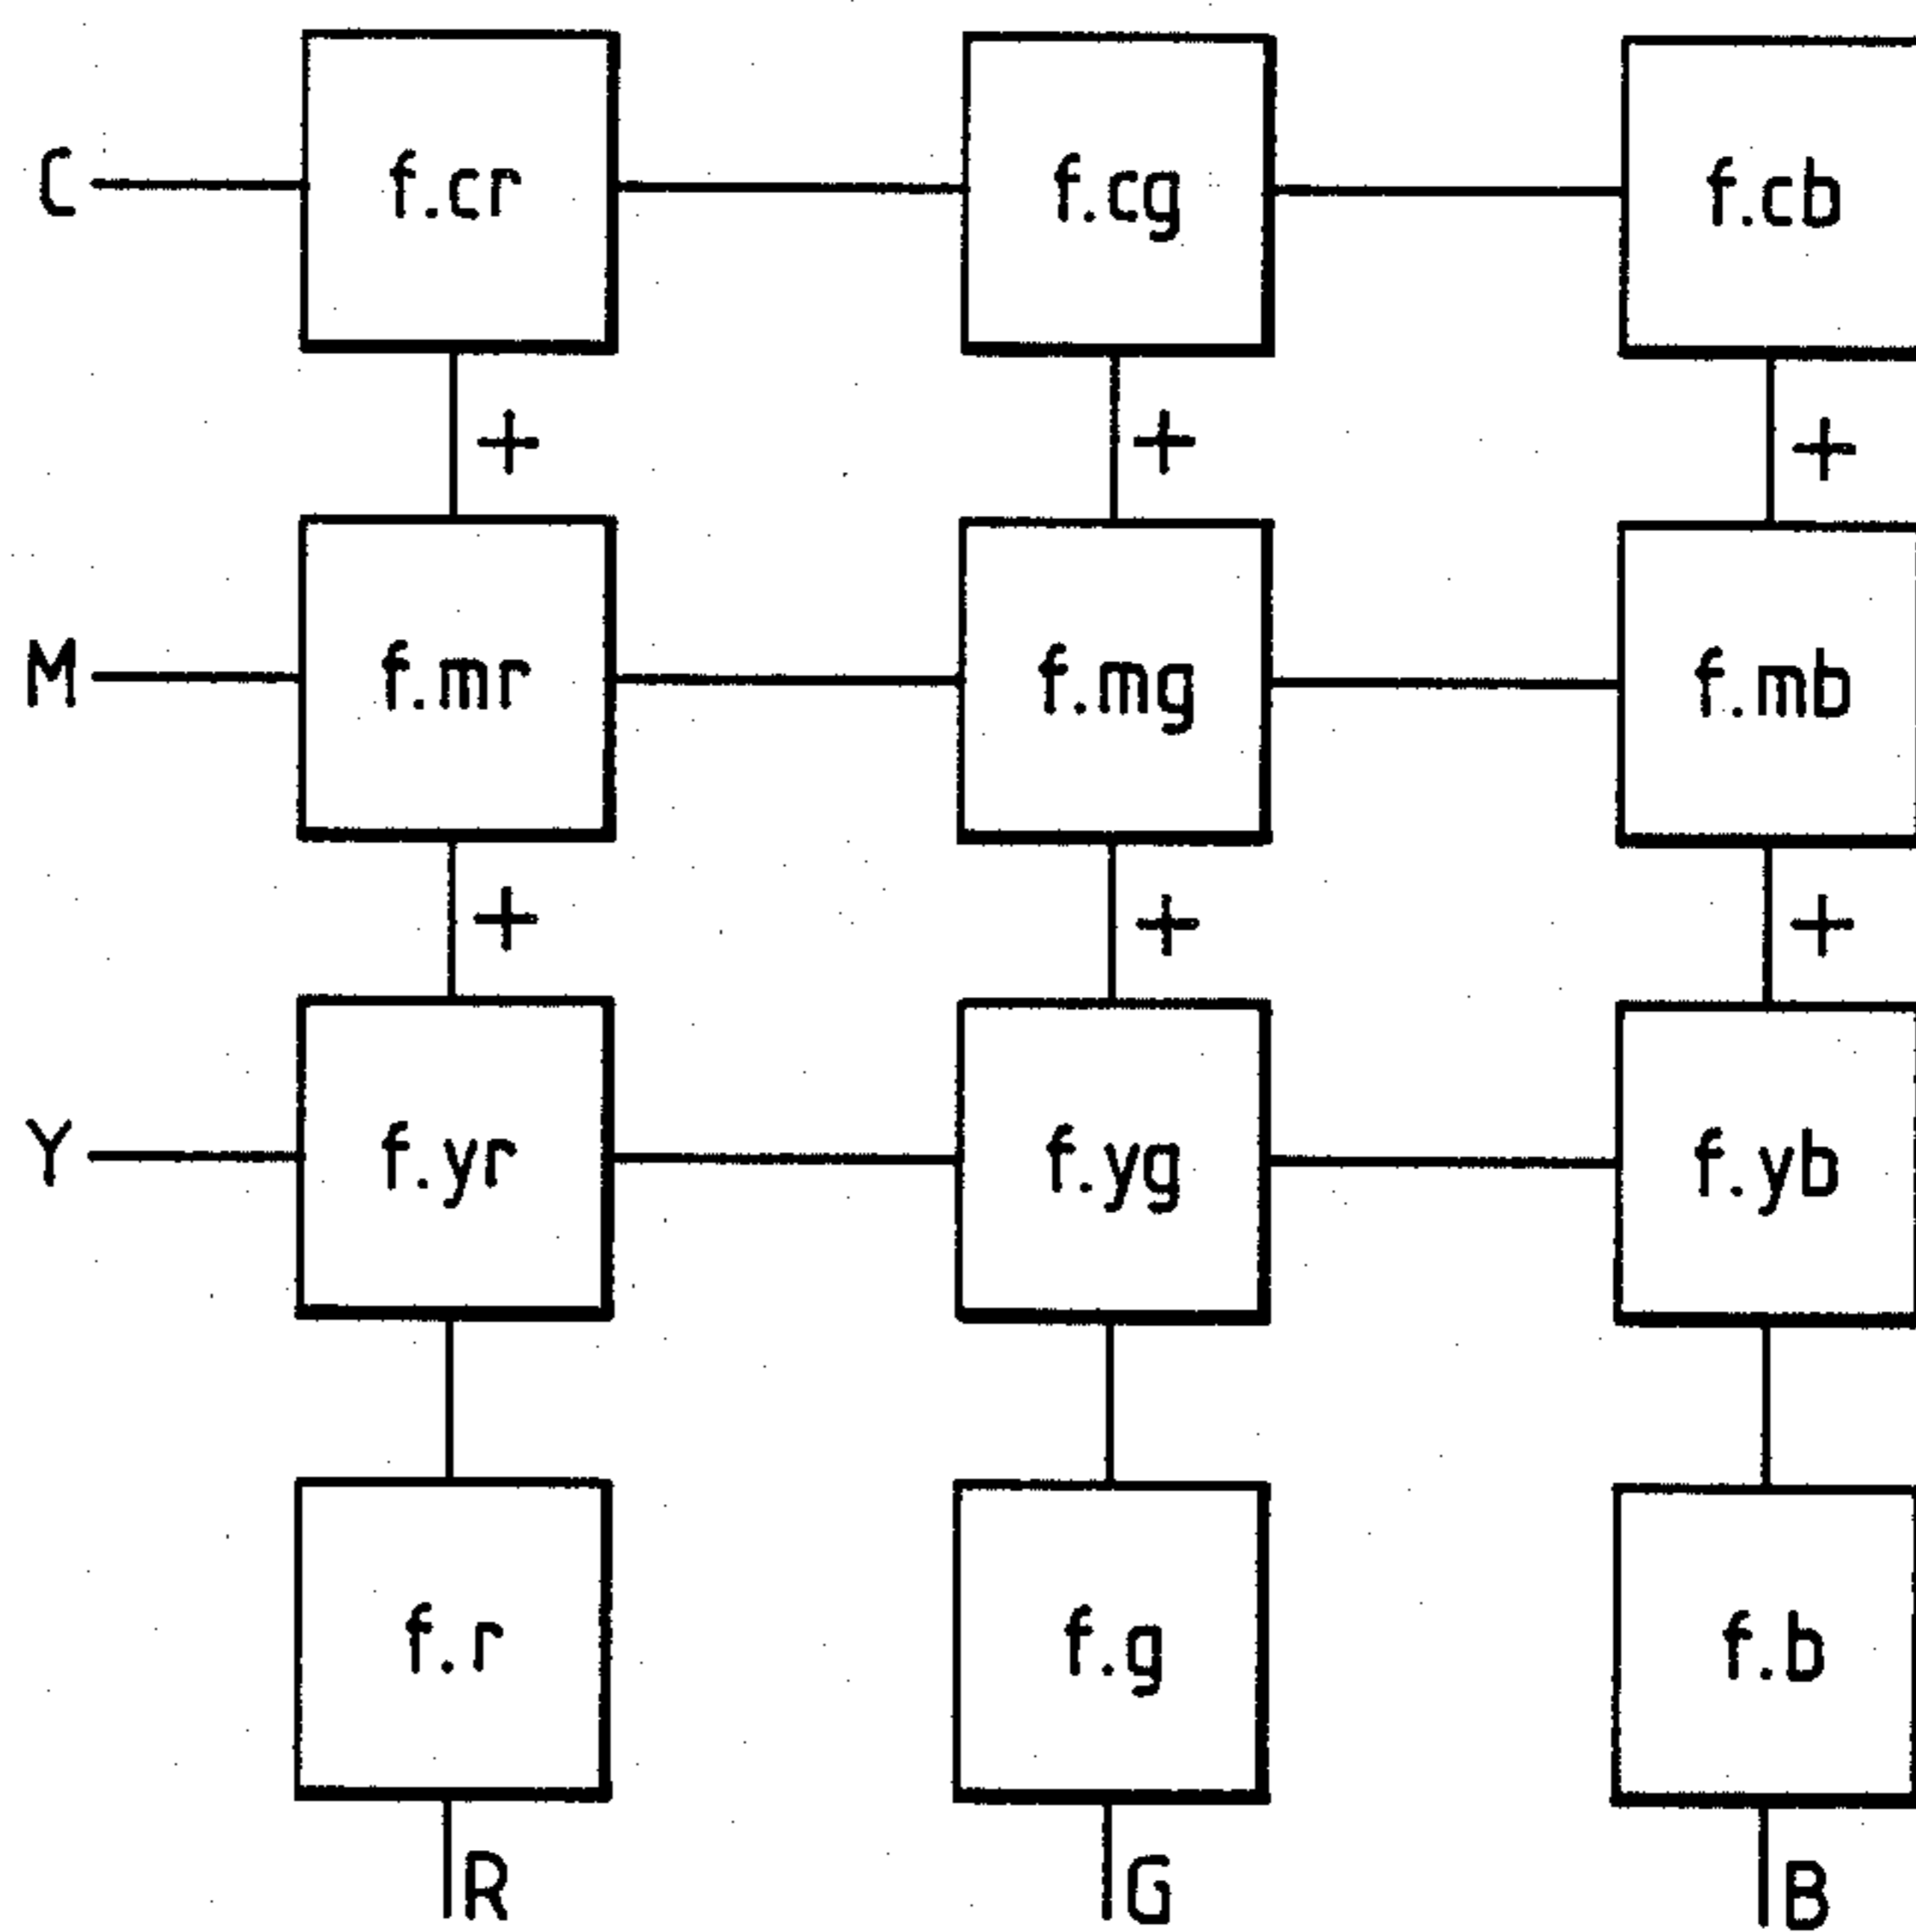 C f.cr f.cg f.cb
+ + +
M f.mr f.mg f.mb
+ + +
Y f.yr f.yg f.yb
f.r f.g f.b
R G B